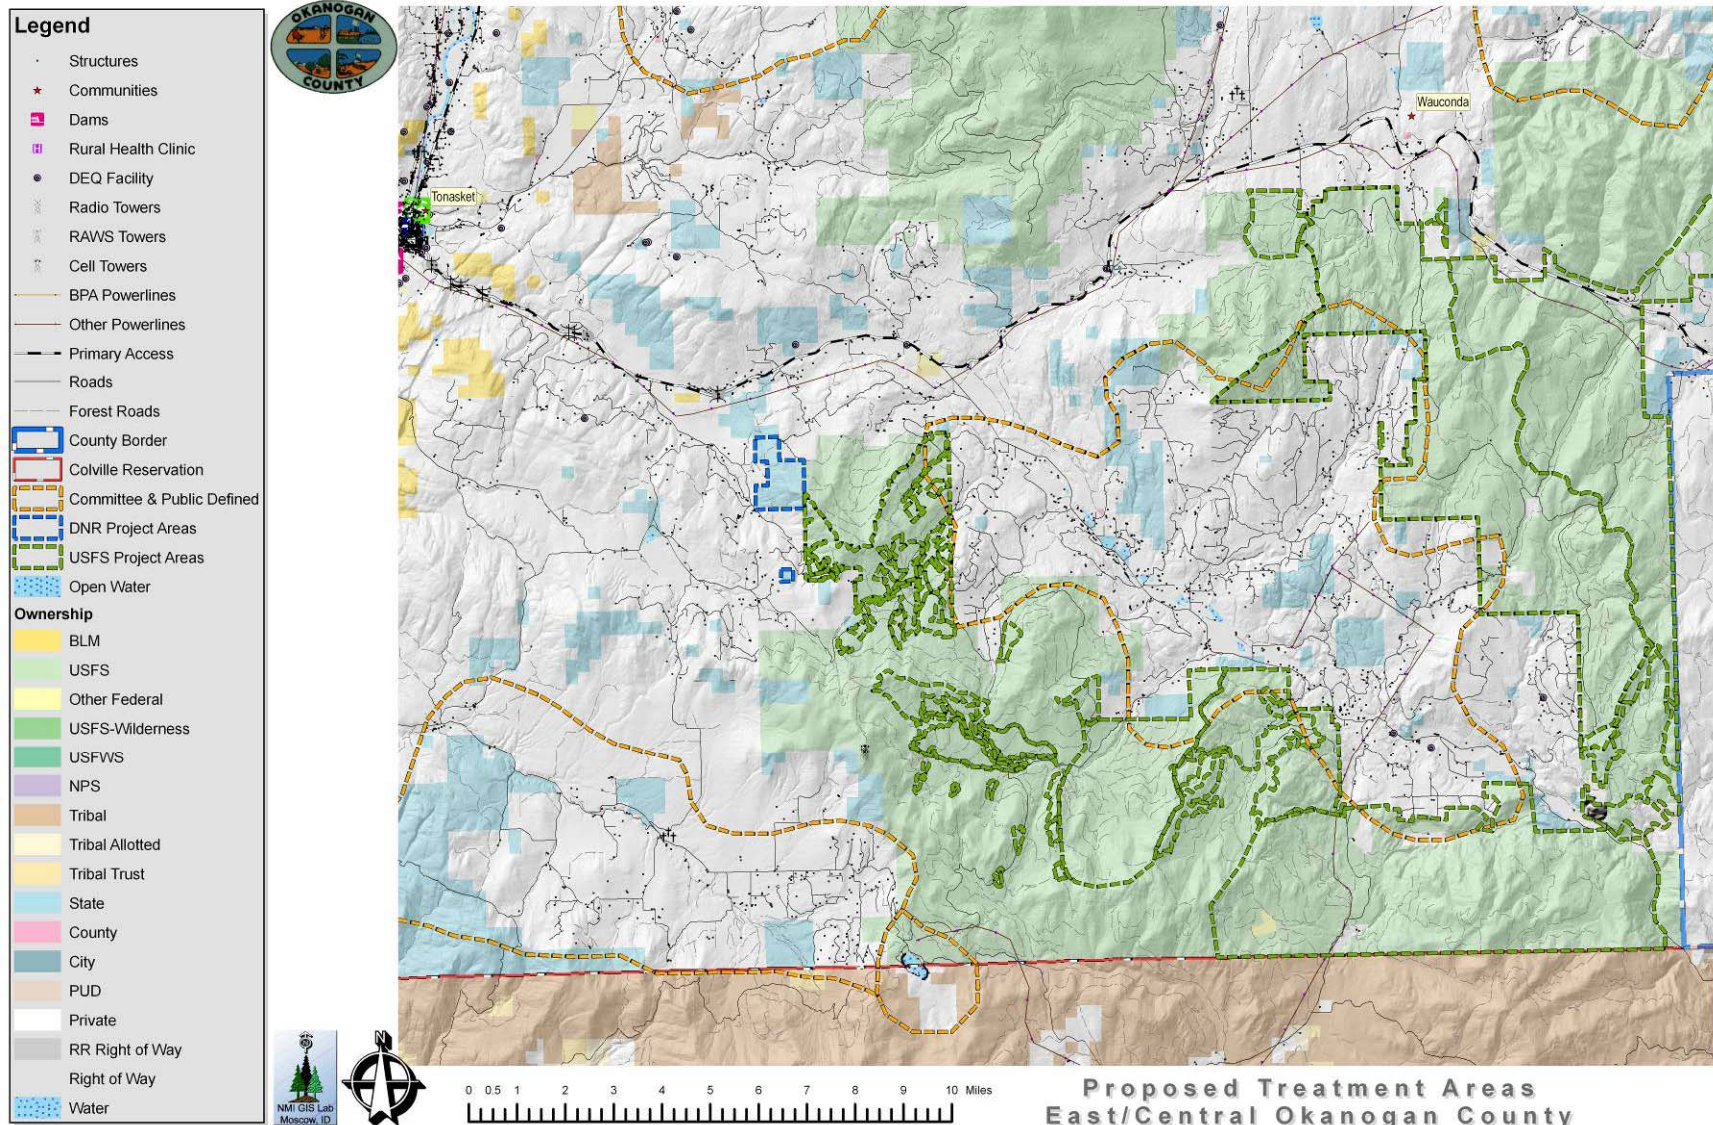 Legend
Structures
Communities
Dams
Rural Health Clinic
DEQ Facility
Radio Towers
RAWS Towers
Cell Towers
BPA Powerlines
Other Powerlines
Primary Access
Roads
Forest Roads
County Border
Colville Reservation
Committee & Public Defined
DNR Project Areas
USFS Project Areas
Open Water
Ownership
BLM
USFS
Other Federal
USFS-Wilderness
USFWS
NPS
Tribal
Tribal Allotted
Tribal Trust
State
County
City
PUD
Private
RR Right of Way
Right of Way
Water
OKANOGAN
COUNTY
Wauconda
Tonasket
NMI GIS Lab
Moscow, ID
N
0 0.5 1 2 3 4 5 6 7 8 9 10 Miles
Proposed Treatment Areas
East/Central Okanogan County